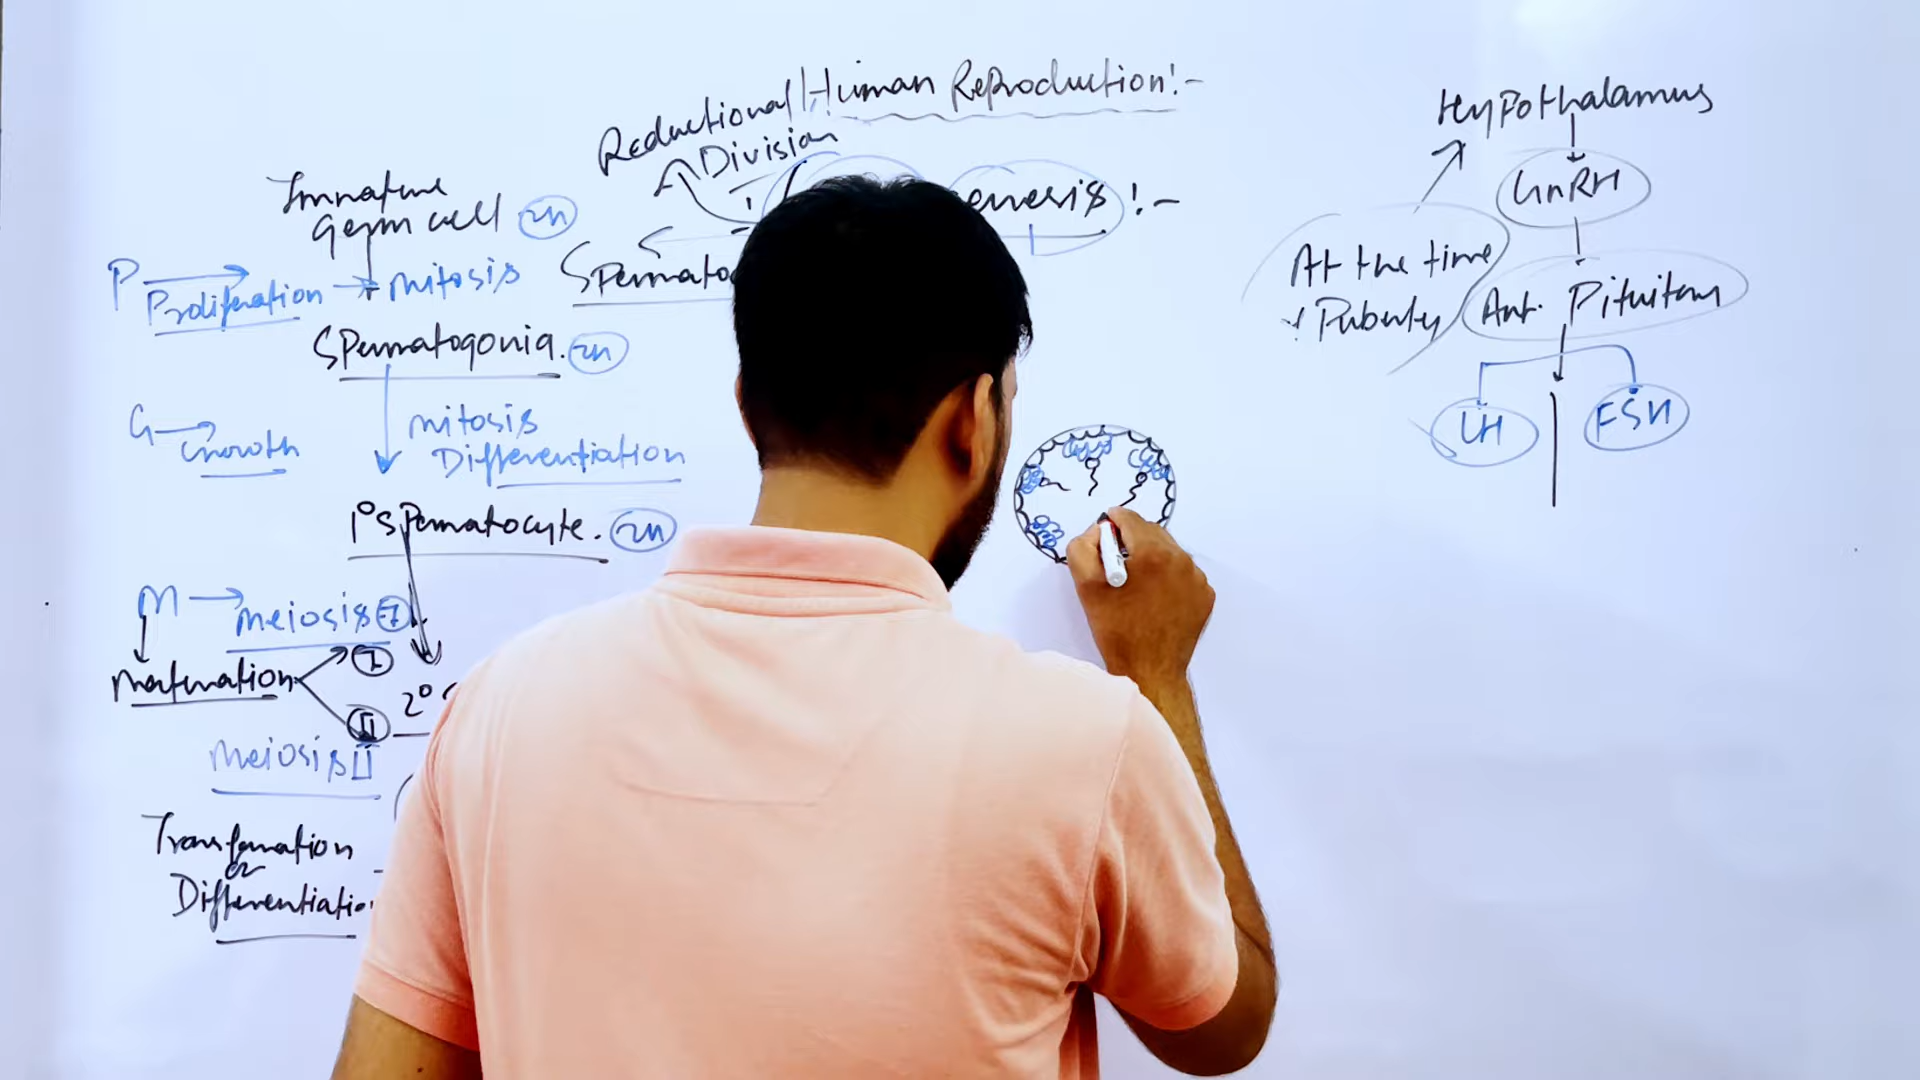 Human Reproduction!-
Reductional
Division
enesis!-
Spermato
Immature
Germ cell 2n
P
Proliferation → mitosis
Spermatogonia. 2n
G → Growth
mitosis
Differentiation
1° Spermatocyte. 2n
M → meiosis I
maturation
I
II
2°
meiosis II
Transformation
or
Differentiatio
Hypothalamus
GnRH
At the time
Puberty
Ant. Pituitary
LH
FSH